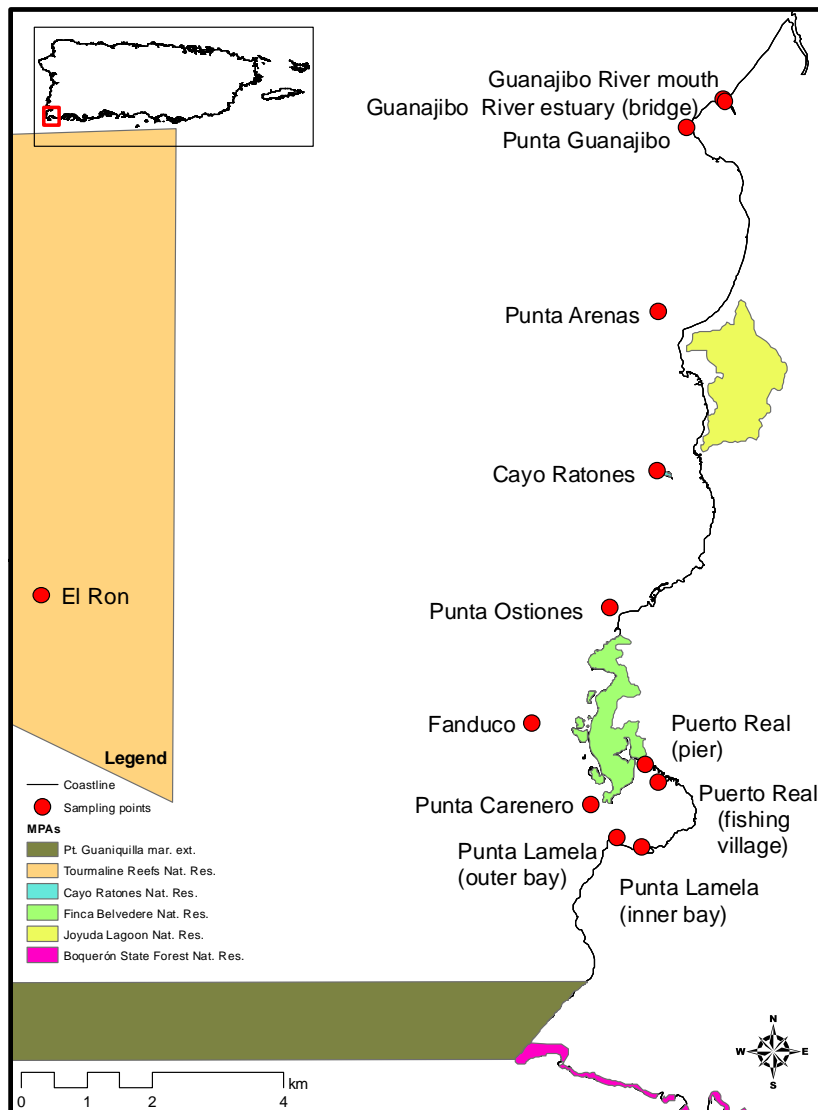 Guanajibo River mouth
Guanajibo River estuary (bridge)
Punta Guanajibo
Punta Arenas
Cayo Ratones
El Ron
Punta Ostiones
Fanduco
Puerto Real
(pier)
Punta Carenero
Puerto Real
(fishing
village)
Punta Lamela
(outer bay)
Punta Lamela
(inner bay)
Legend
Coastline
Sampling points
MPAs
Pt. Guaniquilla mar. ext.
Tourmaline Reefs Nat. Res.
Cayo Ratones Nat. Res.
Finca Belvedere Nat. Res.
Joyuda Lagoon Nat. Res.
Boquerón State Forest Nat. Res.
N
W E
S
km
0 1 2 4